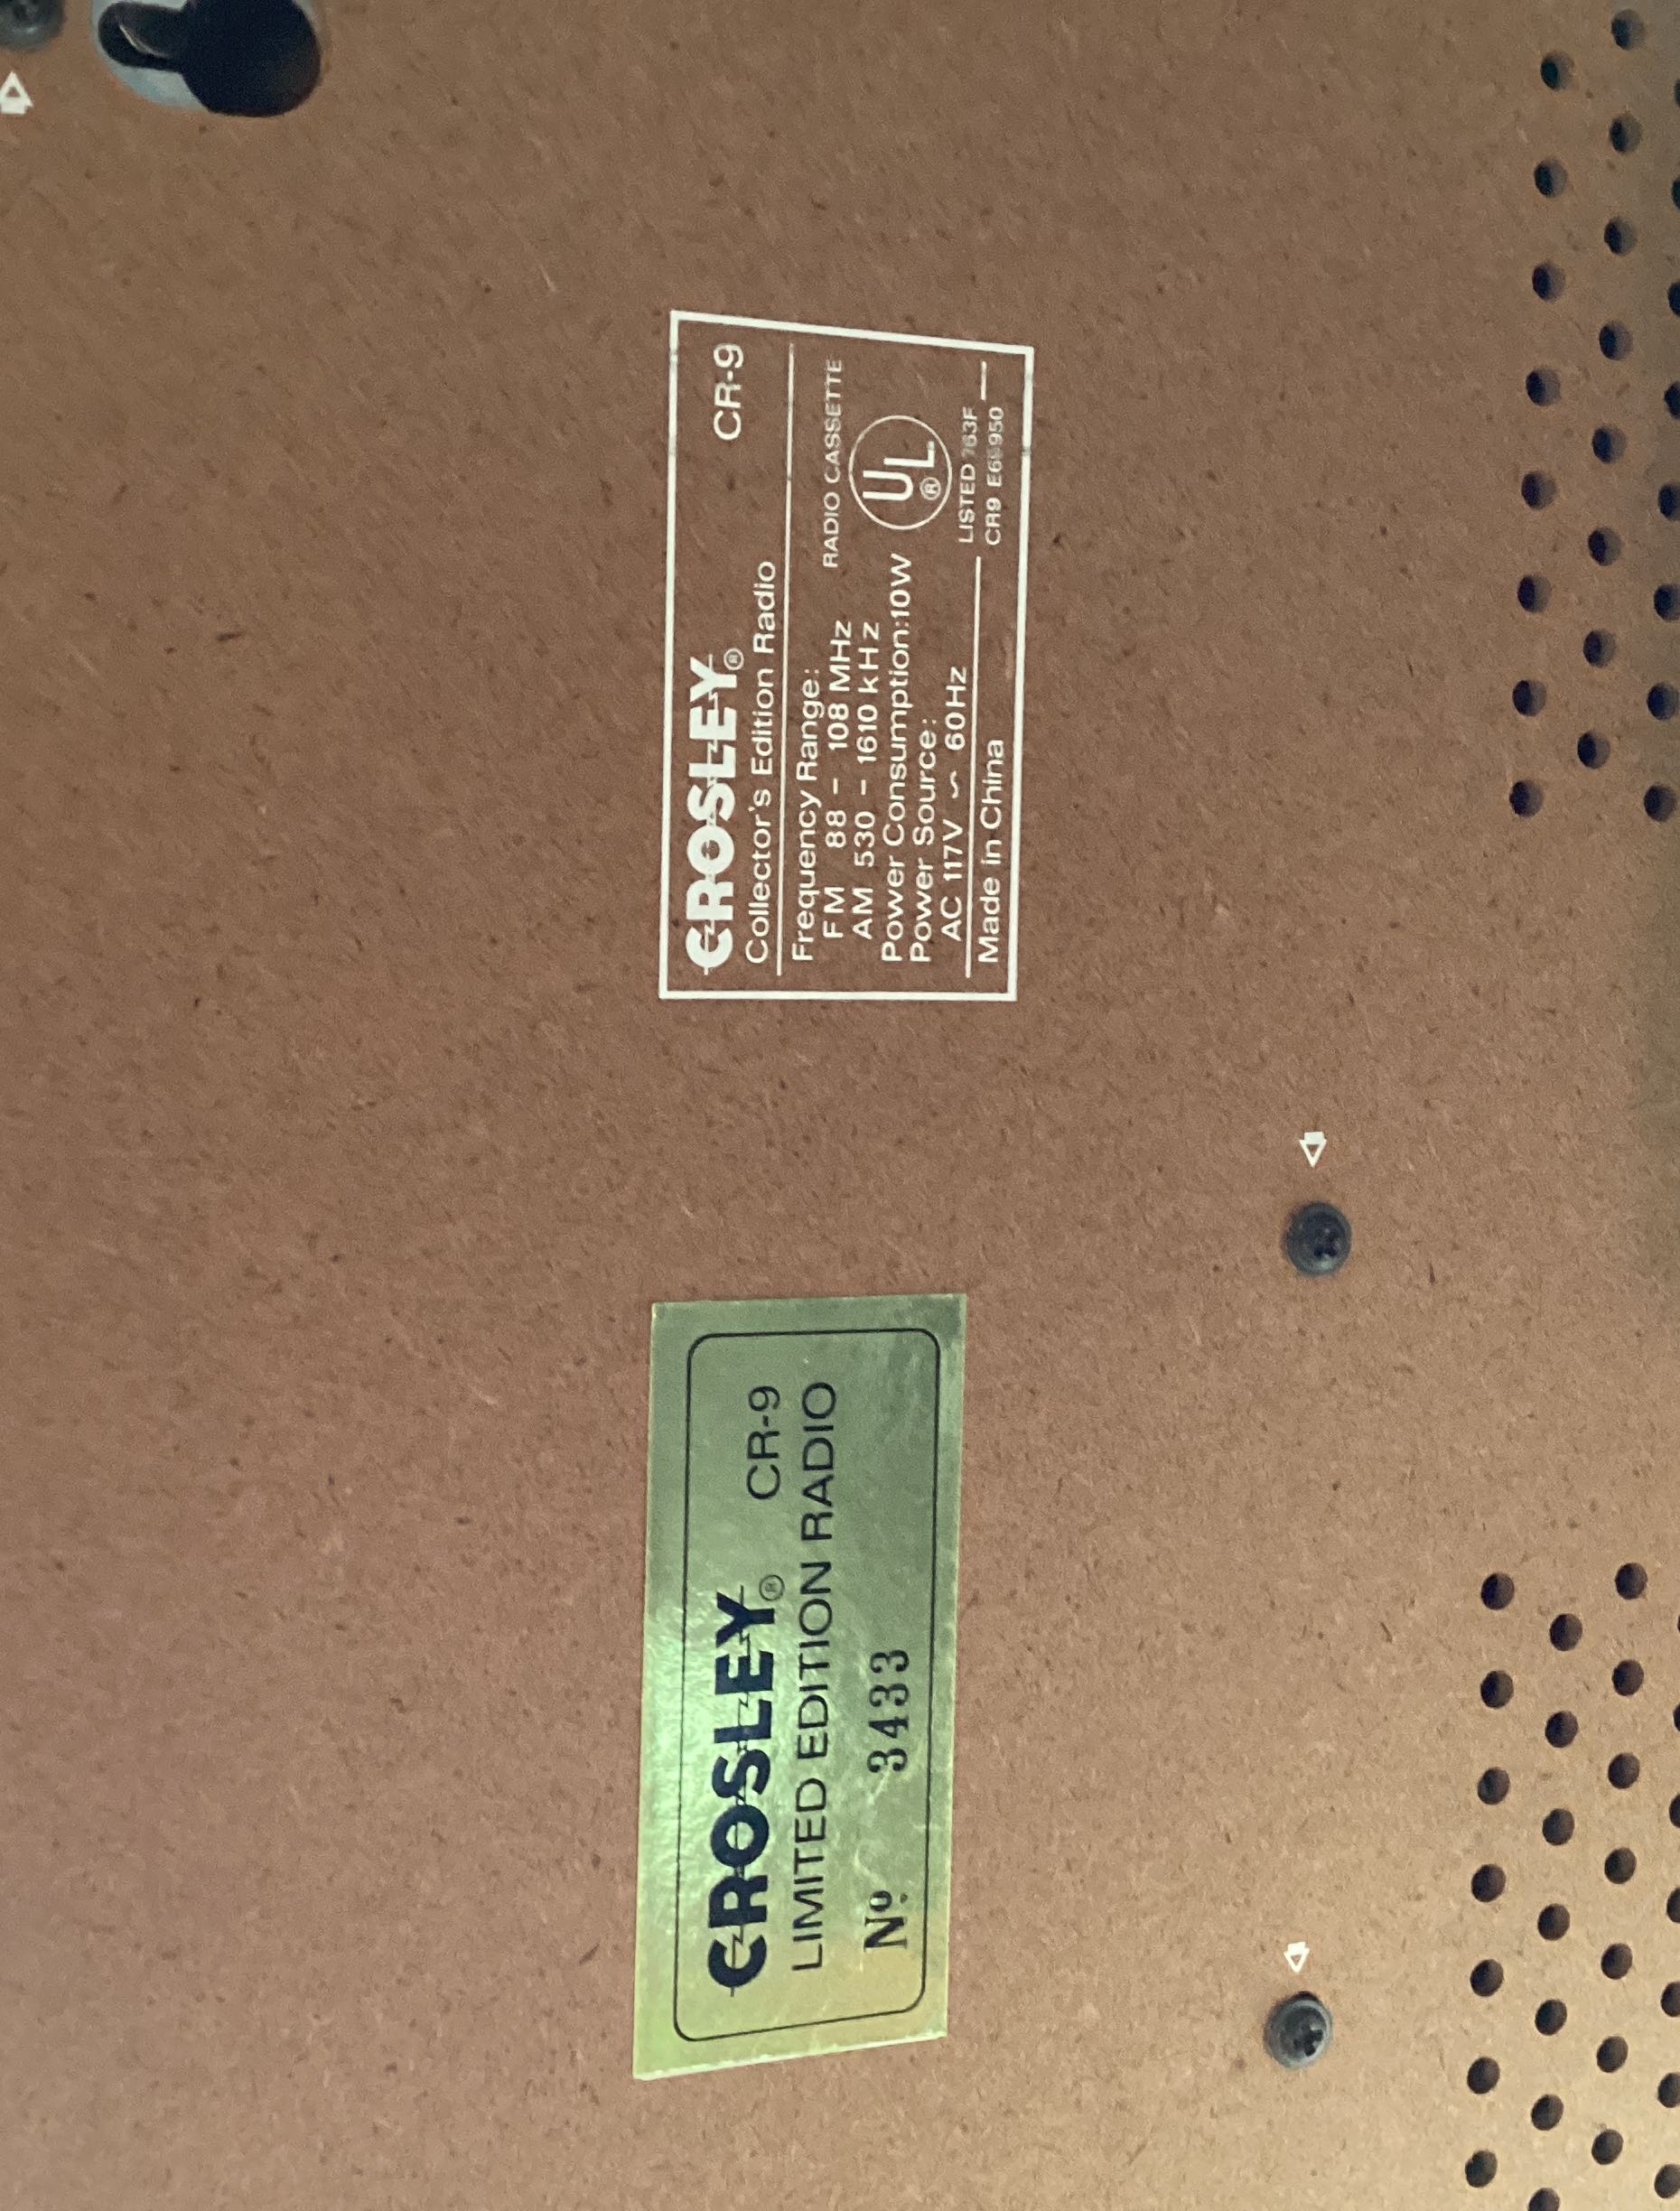 CROSLEY® CR-9
Collector's Edition Radio
Frequency Range:
RADIO CASSETTE
FM 88 - 108 MHz
AM 530 - 1610 kHz
Power Consumption:10W
Power Source:
AC 117V ~ 60Hz
UL®
LISTED
CR9
Made in China
CROSLEY® CR-9
LIMITED EDITION RADIO
Nº. 3433